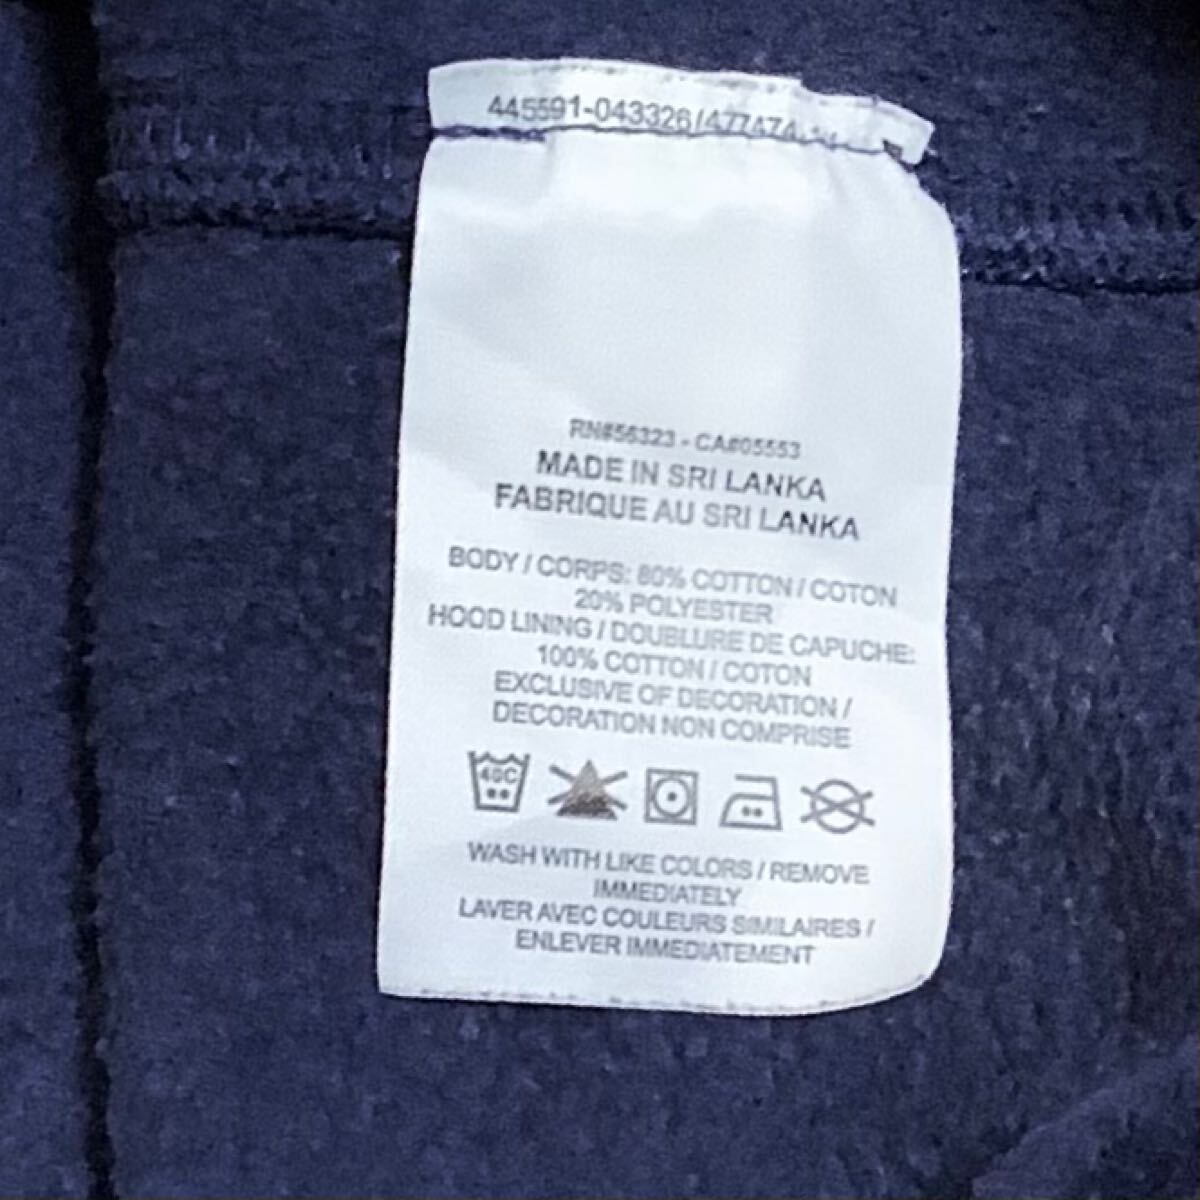 445591-043326/477474
RN#56323 - CA#05553
MADE IN SRI LANKA
FABRIQUE AU SRI LANKA
BODY / CORPS: 80% COTTON / COTON
20% POLYESTER
HOOD LINING / DOUBLURE DE CAPUCHE:
100% COTTON / COTON
EXCLUSIVE OF DECORATION /
DECORATION NON COMPRISE
40C
WASH WITH LIKE COLORS / REMOVE
IMMEDIATELY
LAVER AVEC COULEURS SIMILAIRES /
ENLEVER IMMEDIATEMENT